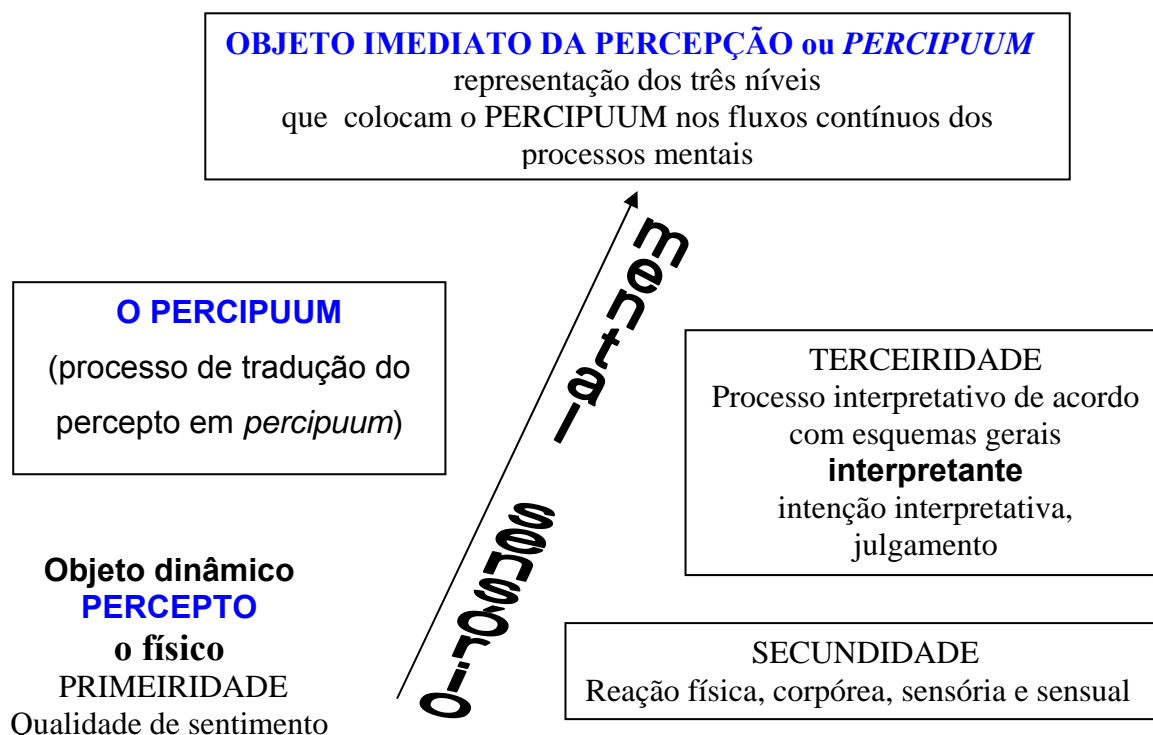 OBJETO IMEDIATO DA PERCEPÇÃO ou PERCIPUUM
representação dos três níveis
que colocam o PERCIPUUM nos fluxos contínuos dos
processos mentais
mental
O PERCIPUUM
(processo de tradução do
percepto em percipuum)
TERCEIRIDADE
Processo interpretativo de acordo
com esquemas gerais
interpretante
intenção interpretativa,
julgamento
sensório
Objeto dinâmico
PERCEPTO
o físico
PRIMEIRIDADE
Qualidade de sentimento
SECUNDIDADE
Reação física, corpórea, sensória e sensual